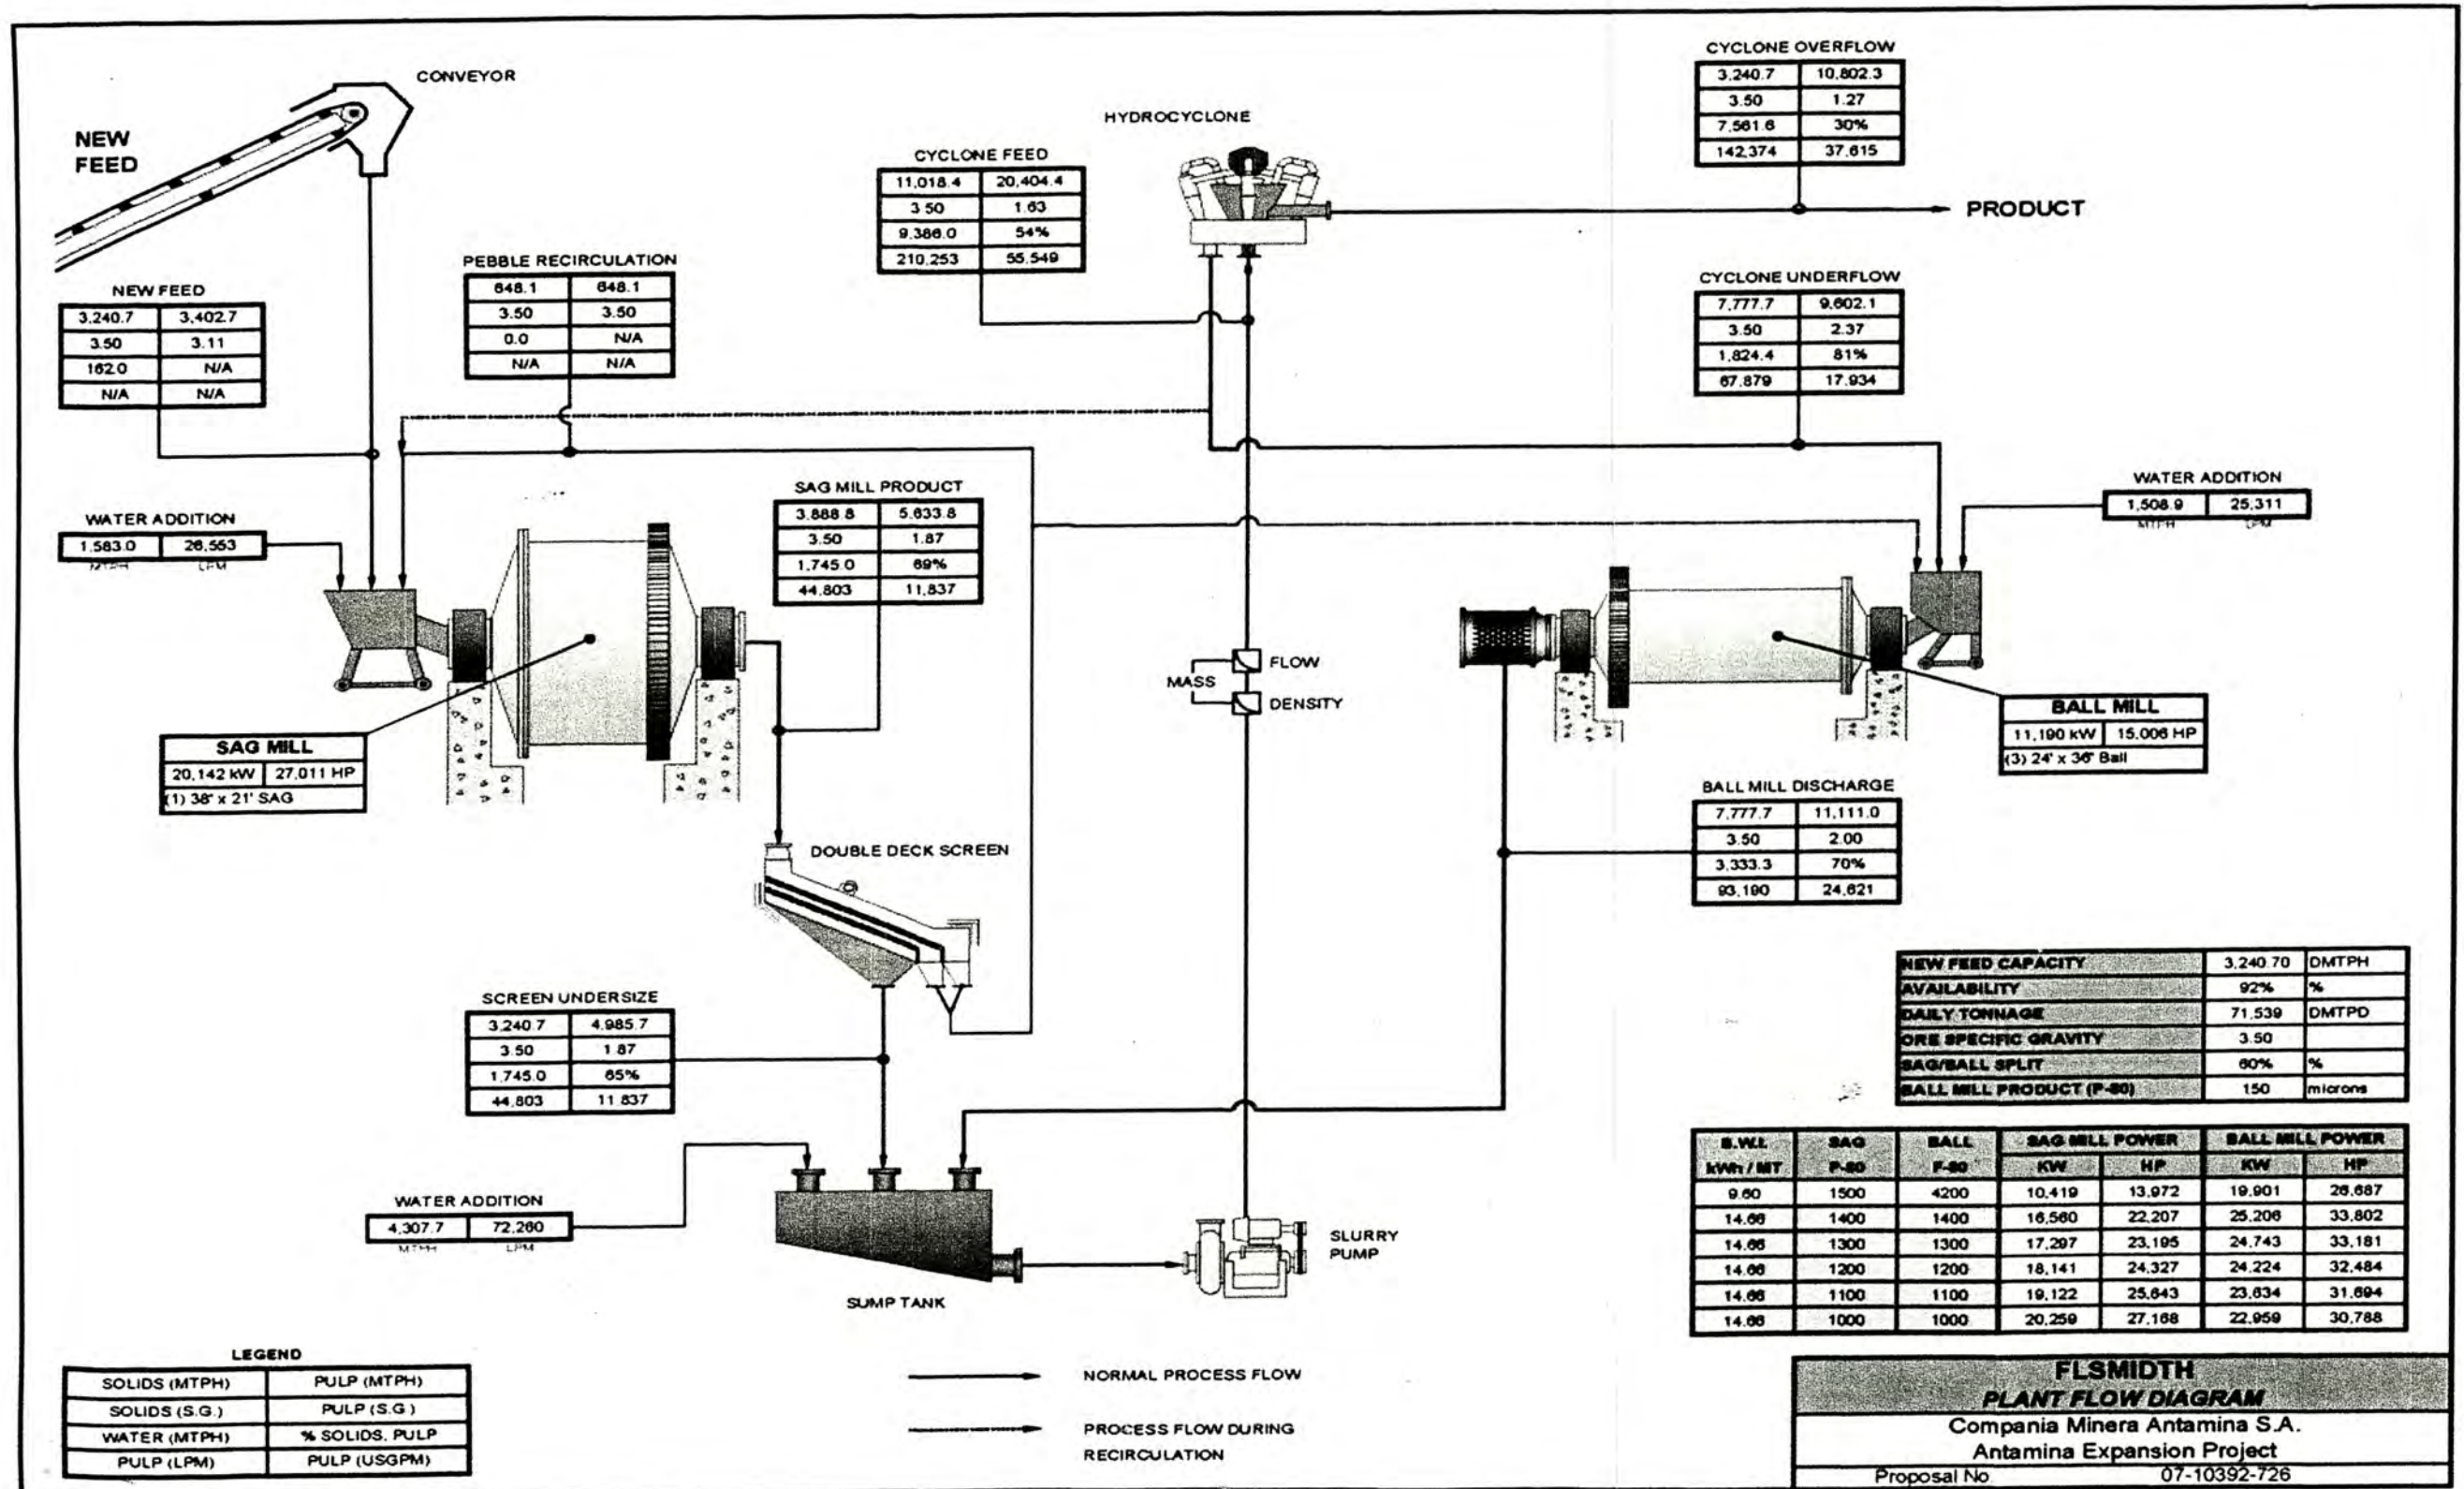 CONVEYOR
NEW
FEED
NEW FEED
3,240.7 3,402.7
3.50 3.11
162.0 N/A
N/A N/A
PEBBLE RECIRCULATION
648.1 648.1
3.50 3.50
0.0 N/A
N/A N/A
CYCLONE FEED
11,018.4 20,404.4
3.50 1.63
9,386.0 54%
210,253 55,549
HYDROCYCLONE
CYCLONE OVERFLOW
3,240.7 10,802.3
3.50 1.27
7,561.6 30%
142,374 37,615
PRODUCT
CYCLONE UNDERFLOW
7,777.7 9,602.1
3.50 2.37
1,824.4 81%
67,879 17,934
WATER ADDITION
1,583.0 26,553
MTPH LPM
SAG MILL PRODUCT
3,888.8 5,633.8
3.50 1.87
1,745.0 69%
44,803 11,837
WATER ADDITION
1,508.9 25,311
MTPH LPM
MASS
FLOW
DENSITY
SAG MILL
20,142 kW 27,011 HP
(1) 38' x 21' SAG
BALL MILL
11,190 kW 15,006 HP
(3) 24' x 36' Ball
BALL MILL DISCHARGE
7,777.7 11,111.0
3.50 2.00
3,333.3 70%
93,190 24,621
DOUBLE DECK SCREEN
SCREEN UNDERSIZE
3,240.7 4,985.7
3.50 1.87
1,745.0 65%
44,803 11,837
NEW FEED CAPACITY 3,240.70 DMTPH
AVAILABILITY 92% %
DAILY TONNAGE 71,539 DMTPD
ORE SPECIFIC GRAVITY 3.50
SAG/BALL SPLIT 60% %
BALL MILL PRODUCT (P-80) 150 microns
WATER ADDITION
4,307.7 72,260
MTPH LPM
SUMP TANK
SLURRY
PUMP
B.W.I. SAG BALL SAG MILL POWER BALL MILL POWER
kWh / MT P-80 F-80 KW HP KW HP
9.60 1500 4200 10,419 13,972 19,901 26,687
14.66 1400 1400 16,560 22,207 25,206 33,802
14.66 1300 1300 17,297 23,195 24,743 33,181
14.66 1200 1200 18,141 24,327 24,224 32,484
14.66 1100 1100 19,122 25,643 23,634 31,694
14.66 1000 1000 20,259 27,168 22,959 30,788
LEGEND
SOLIDS (MTPH) PULP (MTPH)
SOLIDS (S.G.) PULP (S.G.)
WATER (MTPH) % SOLIDS, PULP
PULP (LPM) PULP (USGPM)
NORMAL PROCESS FLOW
PROCESS FLOW DURING
RECIRCULATION
FLSMIDTH
PLANT FLOW DIAGRAM
Compania Minera Antamina S.A.
Antamina Expansion Project
Proposal No. 07-10392-726